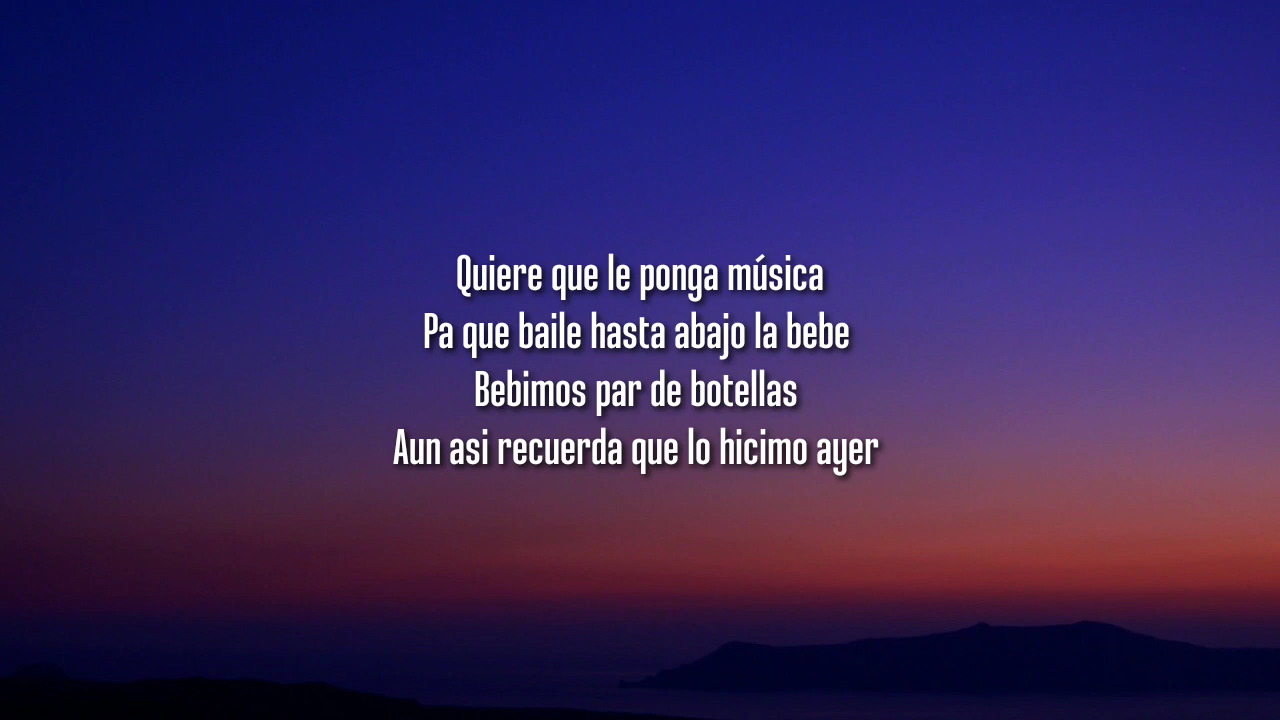 Quiere que le ponga música
Pa que baile hasta abajo la bebe
Bebimos par de botellas
Aun asi recuerda que lo hicimo ayer